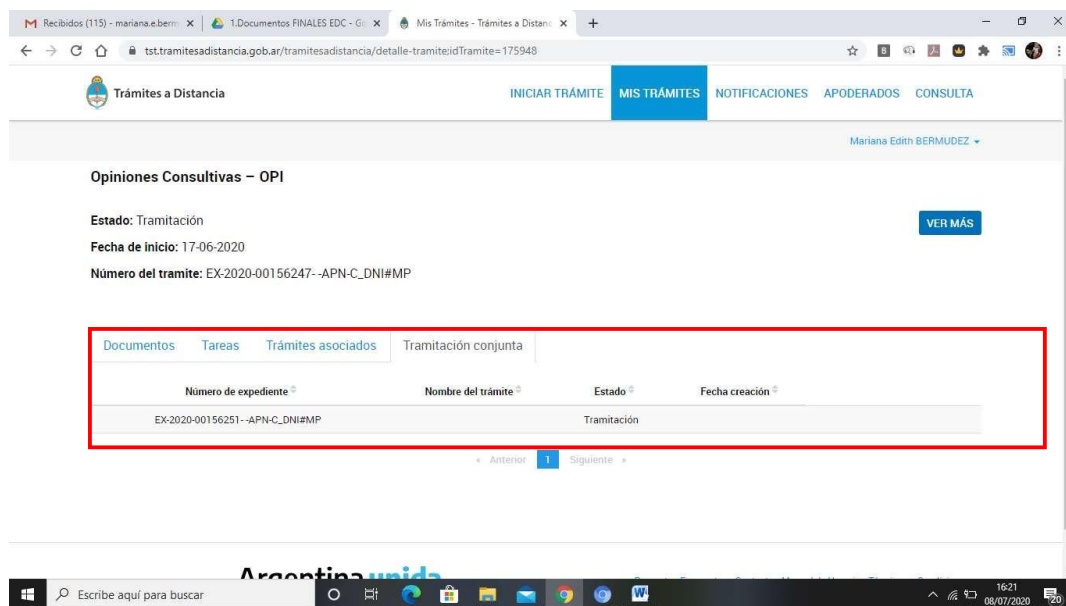 Recibidos (115) - mariana.e.berm
1.Documentos FINALES EDC - G
Mis Trámites - Trámites a Distanc
tst.tramitesadistancia.gob.ar/tramitesadistancia/detalle-tramite;idTramite=175948
Trámites a Distancia
INICIAR TRÁMITE MIS TRÁMITES NOTIFICACIONES APODERADOS CONSULTA
Mariana Edith BERMUDEZ
Opiniones Consultivas – OPI
Estado: Tramitación
VER MÁS
Fecha de inicio: 17-06-2020
Número del tramite: EX-2020-00156247- -APN-C_DNI#MP
Documentos Tareas Trámites asociados Tramitación conjunta
Número de expediente Nombre del trámite Estado Fecha creación
EX-2020-00156251- -APN-C_DNI#MP Tramitación
« Anterior 1 Siguiente »
Argentina unida
Escribe aquí para buscar
16:21
08/07/2020
20